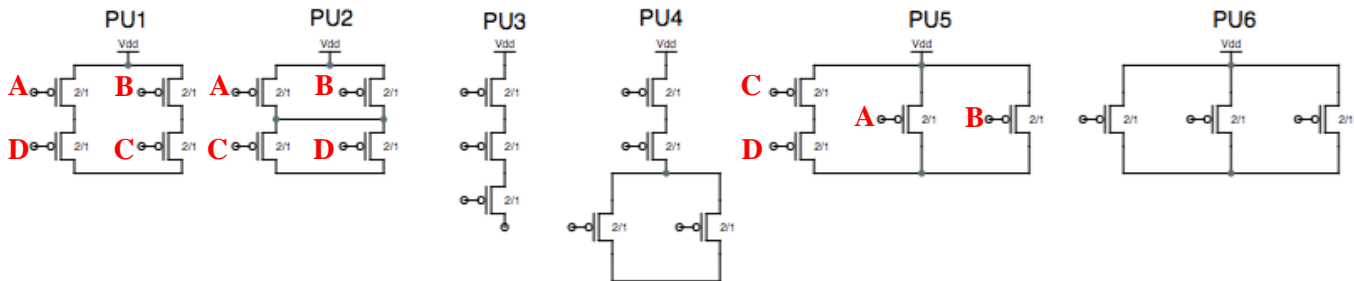 PU1 PU2 PU3 PU4 PU5 PU6
Vdd Vdd Vdd Vdd Vdd Vdd
A 2/1 B 2/1 A 2/1 B 2/1 2/1 2/1 C 2/1 A 2/1 B 2/1 2/1 2/1 2/1
D 2/1 C 2/1 C 2/1 D 2/1 2/1 2/1 D 2/1
2/1
2/1 2/1